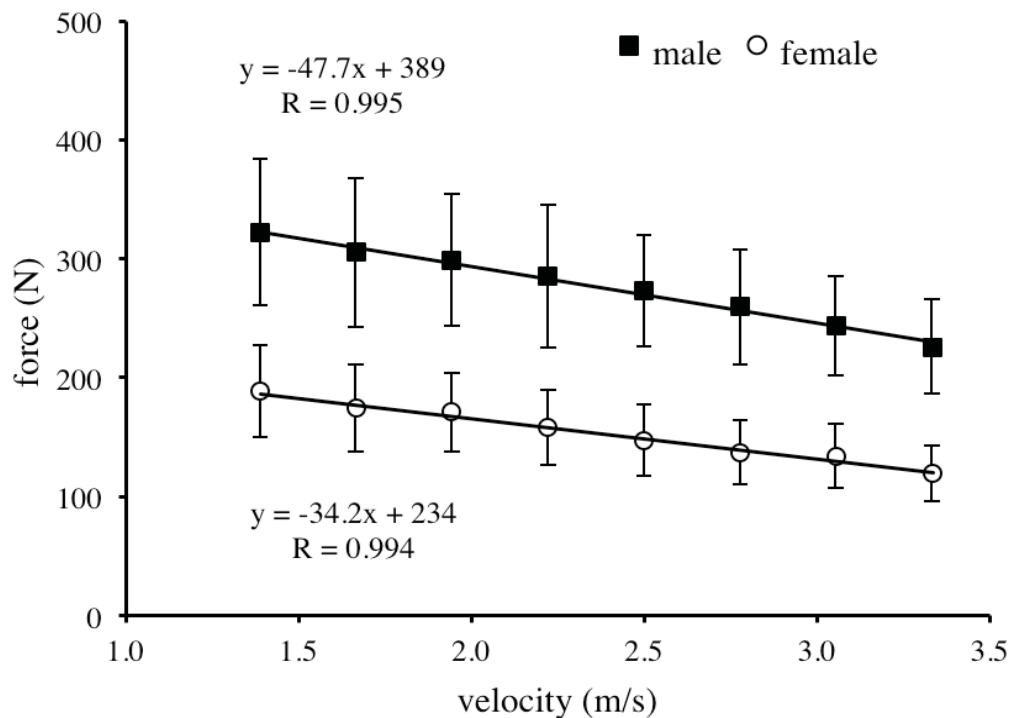 500
400
300
200
100
0
force (N)
male
female
y = -47.7x + 389
R = 0.995
y = -34.2x + 234
R = 0.994
1.0 1.5 2.0 2.5 3.0 3.5
velocity (m/s)